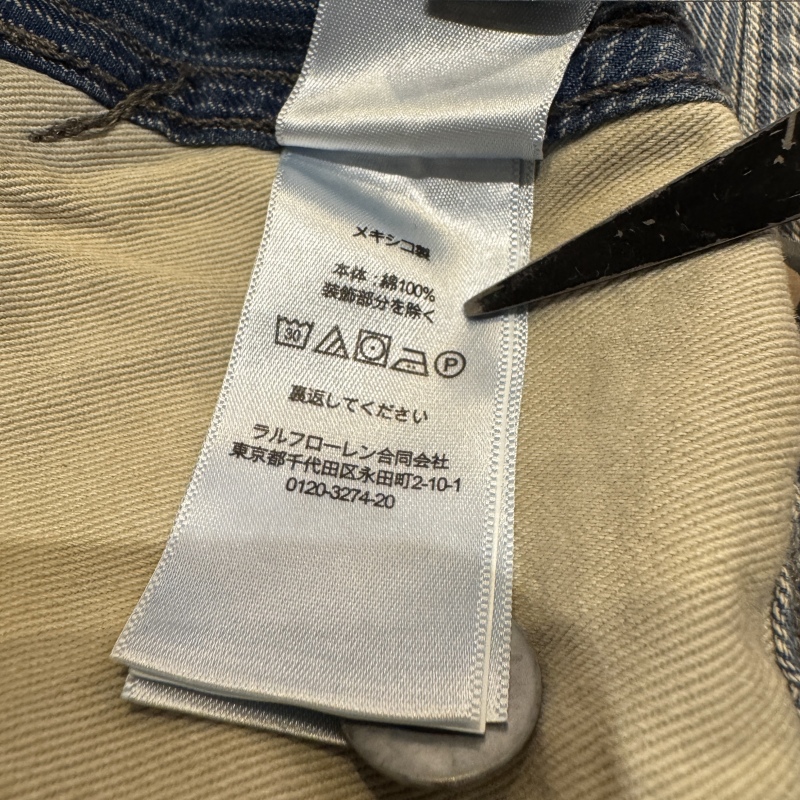 メキシコ製
本体：綿100%
装飾部分を除く
30 P
裏返してください
ラルフローレン合同会社
東京都千代田区永田町2-10-1
0120-3274-20